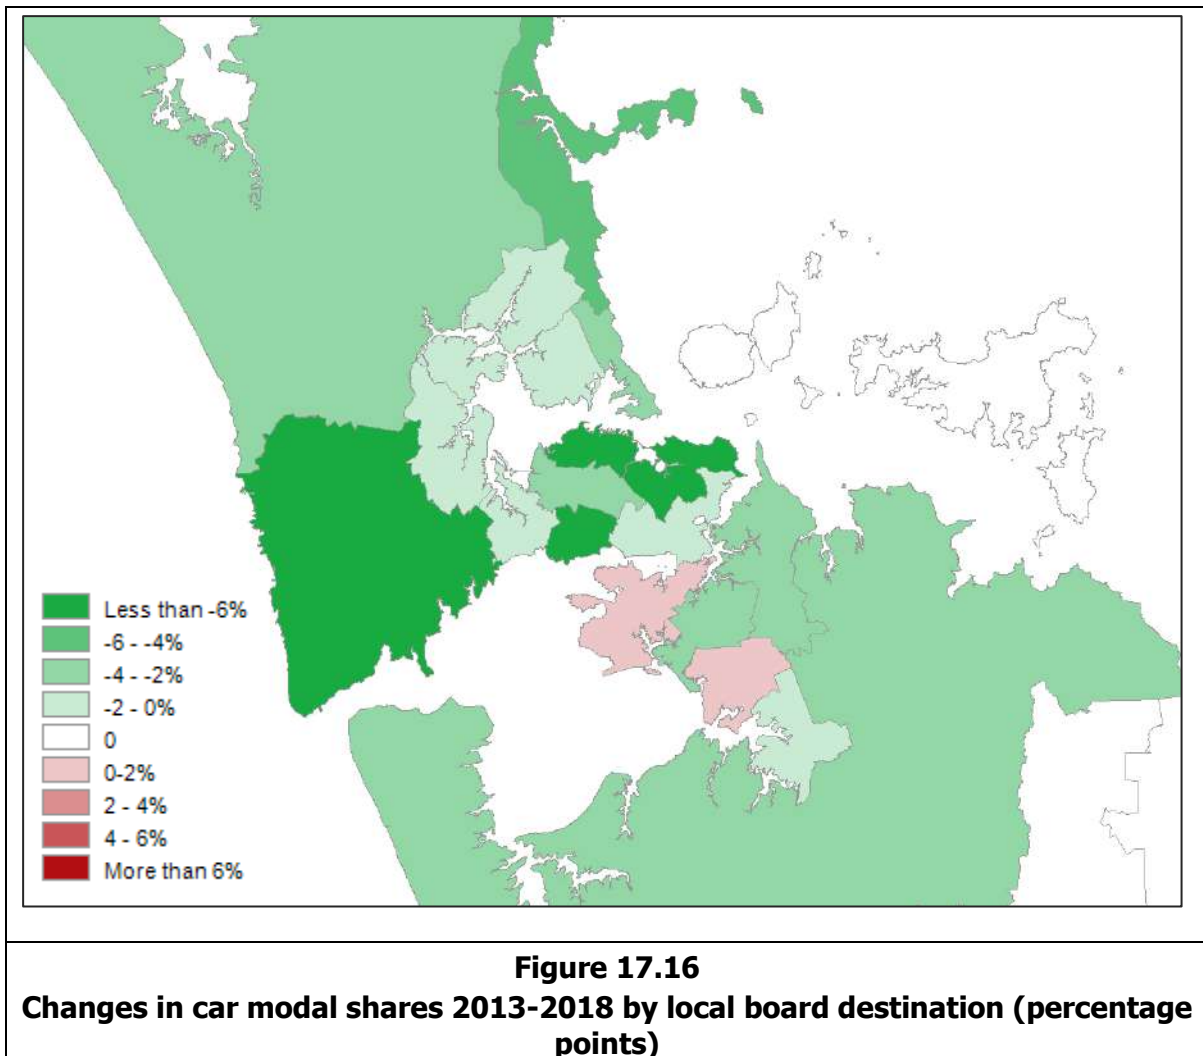 Less than -6%
-6 - -4%
-4 - -2%
-2 - 0%
0
0-2%
2 - 4%
4 - 6%
More than 6%
Figure 17.16
Changes in car modal shares 2013-2018 by local board destination (percentage
points)